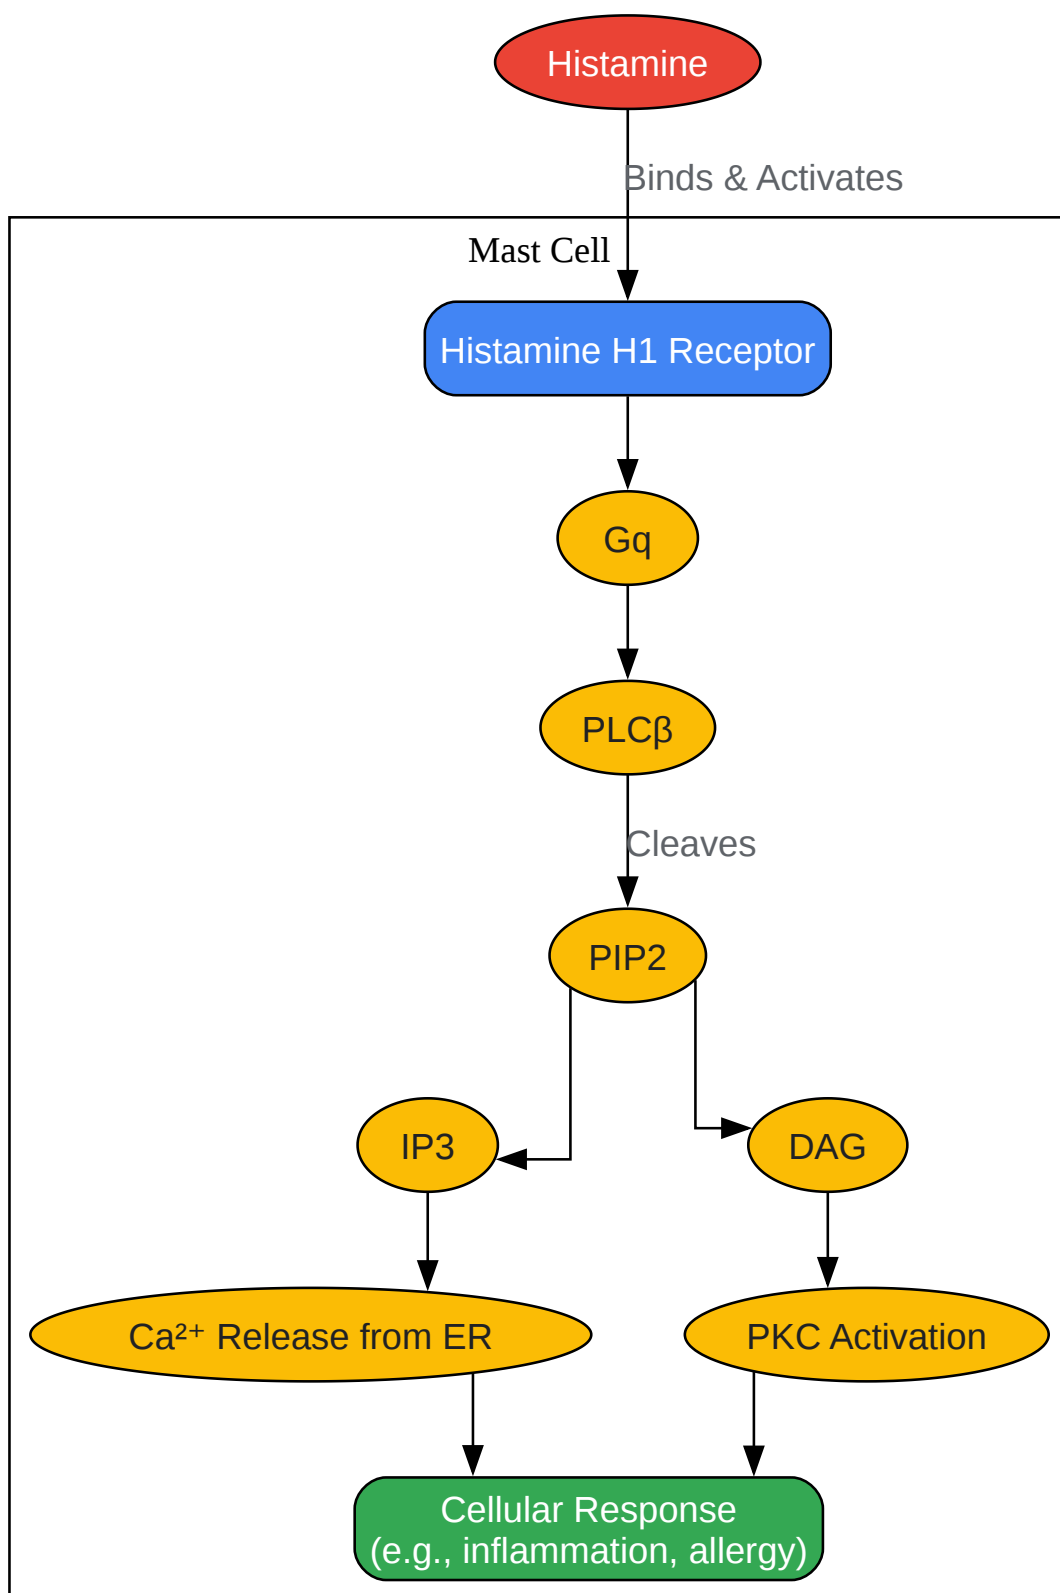 Histamine
Binds & Activates
Mast Cell
Histamine H1 Receptor
Gq
PLCβ
Cleaves
PIP2
IP3
DAG
Ca²⁺ Release from ER
PKC Activation
Cellular Response
(e.g., inflammation, allergy)